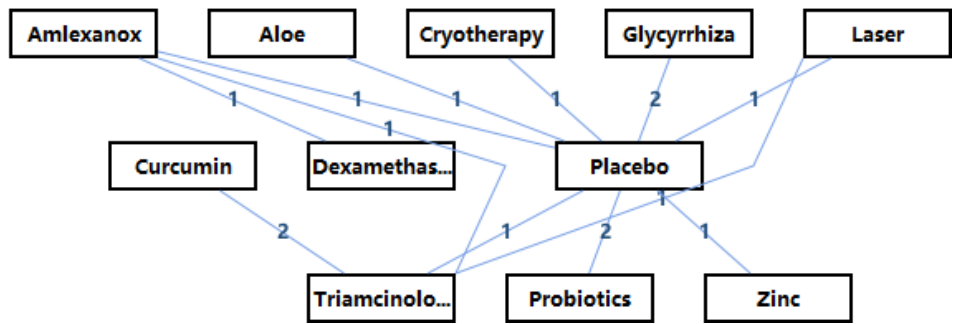 Amlexanox Aloe Cryotherapy Glycyrrhiza Laser
1 1 1 1 2 1
1
Curcumin Dexamethas... Placebo
1
2 1 2 1
Triamcinolo... Probiotics Zinc